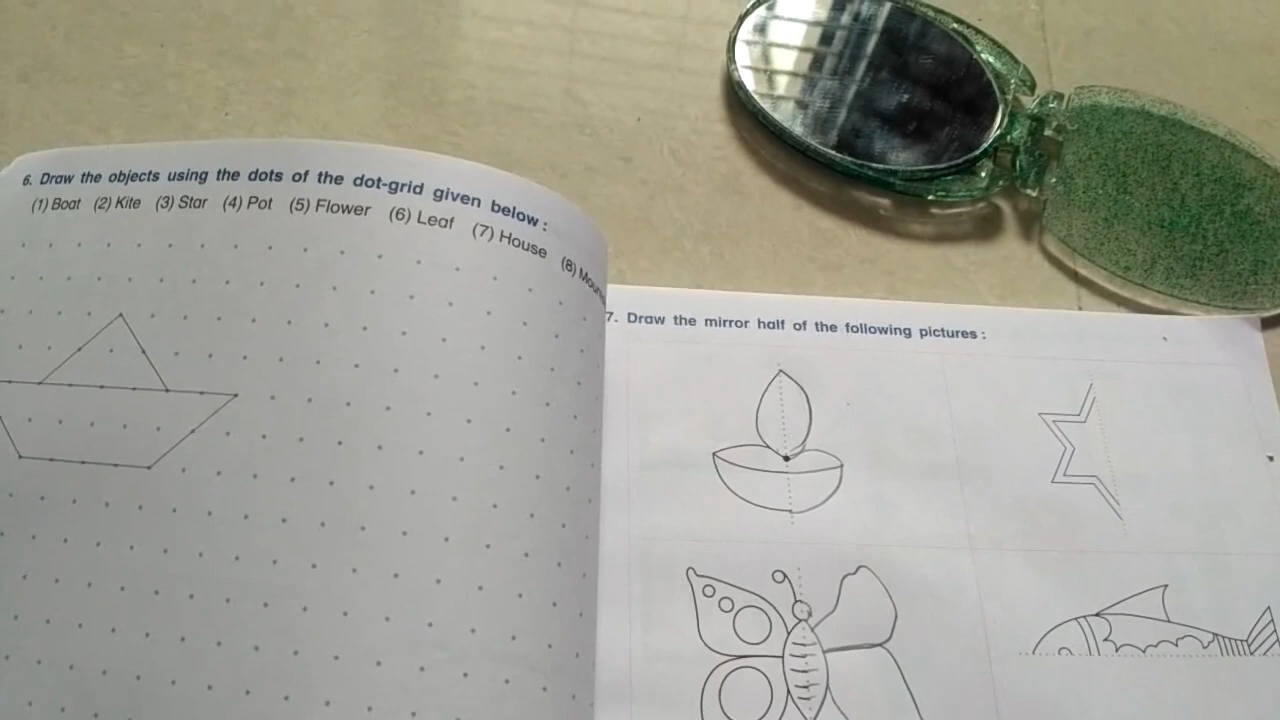 6. Draw the objects using the dots of the dot-grid given below :
(1) Boat (2) Kite (3) Star (4) Pot (5) Flower (6) Leaf (7) House (8)
7. Draw the mirror half of the following pictures :